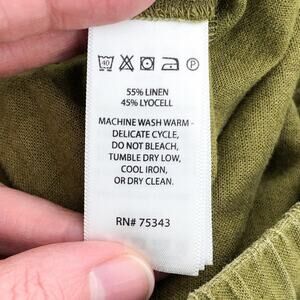 40
55% LINEN
45% LYOCELL
MACHINE WASH WARM -
DELICATE CYCLE,
DO NOT BLEACH,
TUMBLE DRY LOW,
COOL IRON,
OR DRY CLEAN.
RN# 75343